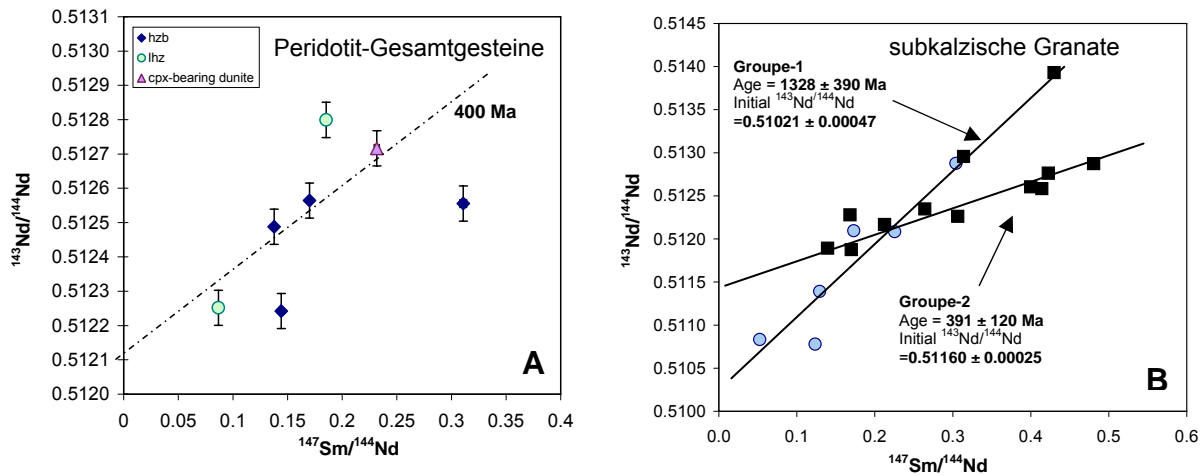 Peridotit-Gesamtgesteine
hzb
lhz
cpx-bearing dunite
400 Ma
A
¹⁴³Nd/¹⁴⁴Nd
0.5131
0.5130
0.5129
0.5128
0.5127
0.5126
0.5125
0.5124
0.5123
0.5122
0.5121
0.5120
0
0.05
0.1
0.15
0.2
0.25
0.3
0.35
0.4
¹⁴⁷Sm/¹⁴⁴Nd
subkalzische Granate
Groupe-1
Age = 1328 ± 390 Ma
Initial ¹⁴³Nd/¹⁴⁴Nd
=0.51021 ± 0.00047
Groupe-2
Age = 391 ± 120 Ma
Initial ¹⁴³Nd/¹⁴⁴Nd
=0.51160 ± 0.00025
B
¹⁴³Nd/¹⁴⁴Nd
0.5145
0.5140
0.5135
0.5130
0.5125
0.5120
0.5115
0.5110
0.5105
0.5100
0.0
0.1
0.2
0.3
0.4
0.5
0.6
¹⁴⁷Sm/¹⁴⁴Nd